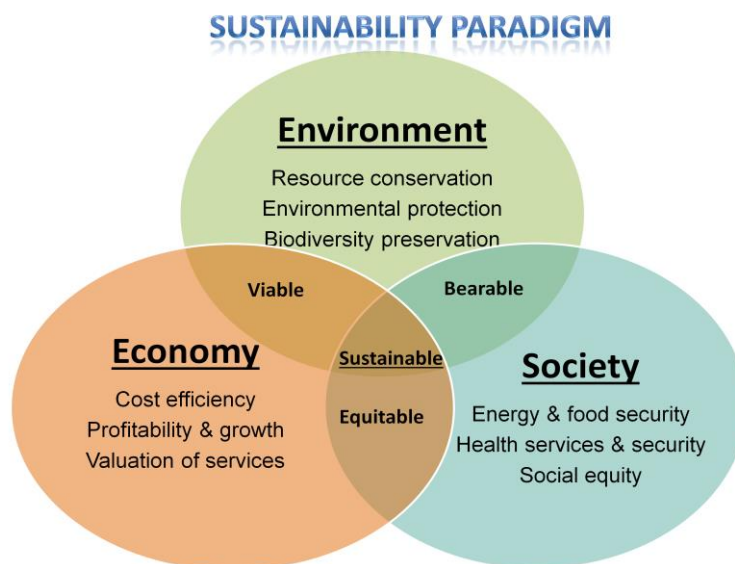 SUSTAINABILITY PARADIGM
Environment
Resource conservation
Environmental protection
Biodiversity preservation
Viable
Bearable
Economy
Cost efficiency
Profitability & growth
Valuation of services
Sustainable
Equitable
Society
Energy & food security
Health services & security
Social equity